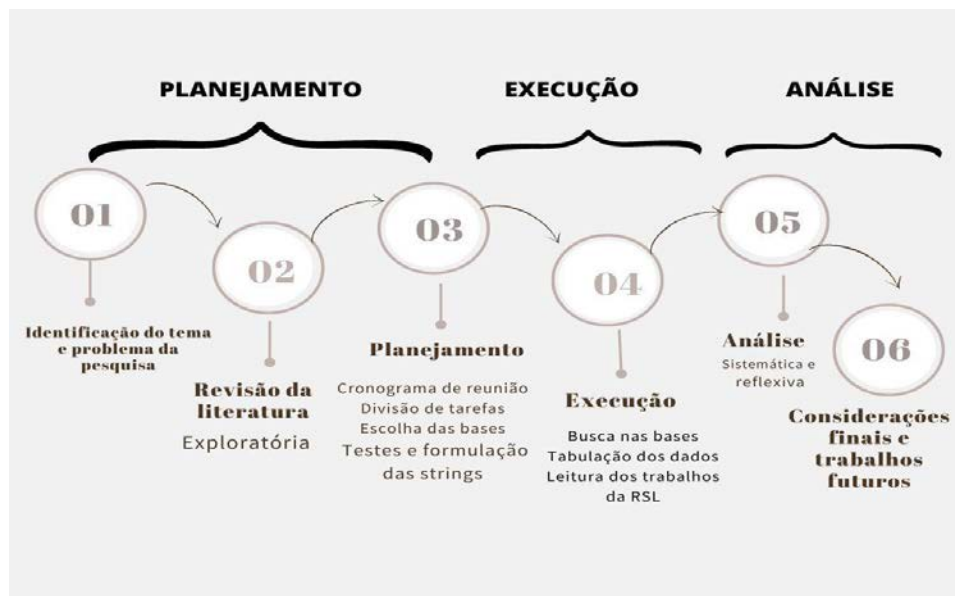 PLANEJAMENTO
EXECUÇÃO
ANÁLISE
01
Identificação do tema
e problema da
pesquisa
02
Revisão da
literatura
Exploratória
03
Planejamento
Cronograma de reunião
Divisão de tarefas
Escolha das bases
Testes e formulação
das strings
04
Execução
Busca nas bases
Tabulação dos dados
Leitura dos trabalhos
da RSL
05
Análise
Sistemática e
reflexiva
06
Considerações
finais e
trabalhos
futuros